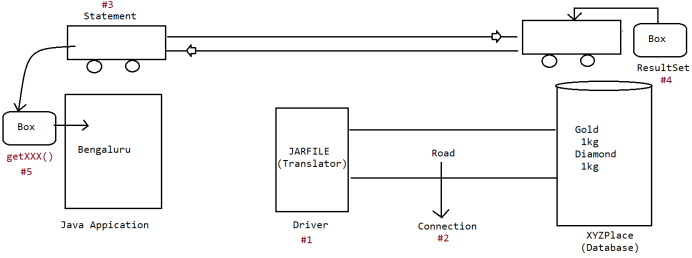 #3
Statement
Box
ResultSet
#4
Box
getXXX()
#5
Bengaluru
Java Appication
JARFILE
(Translator)
Driver
#1
Road
Connection
#2
Gold
1kg
Diamond
1kg
XYZPlace
(Database)